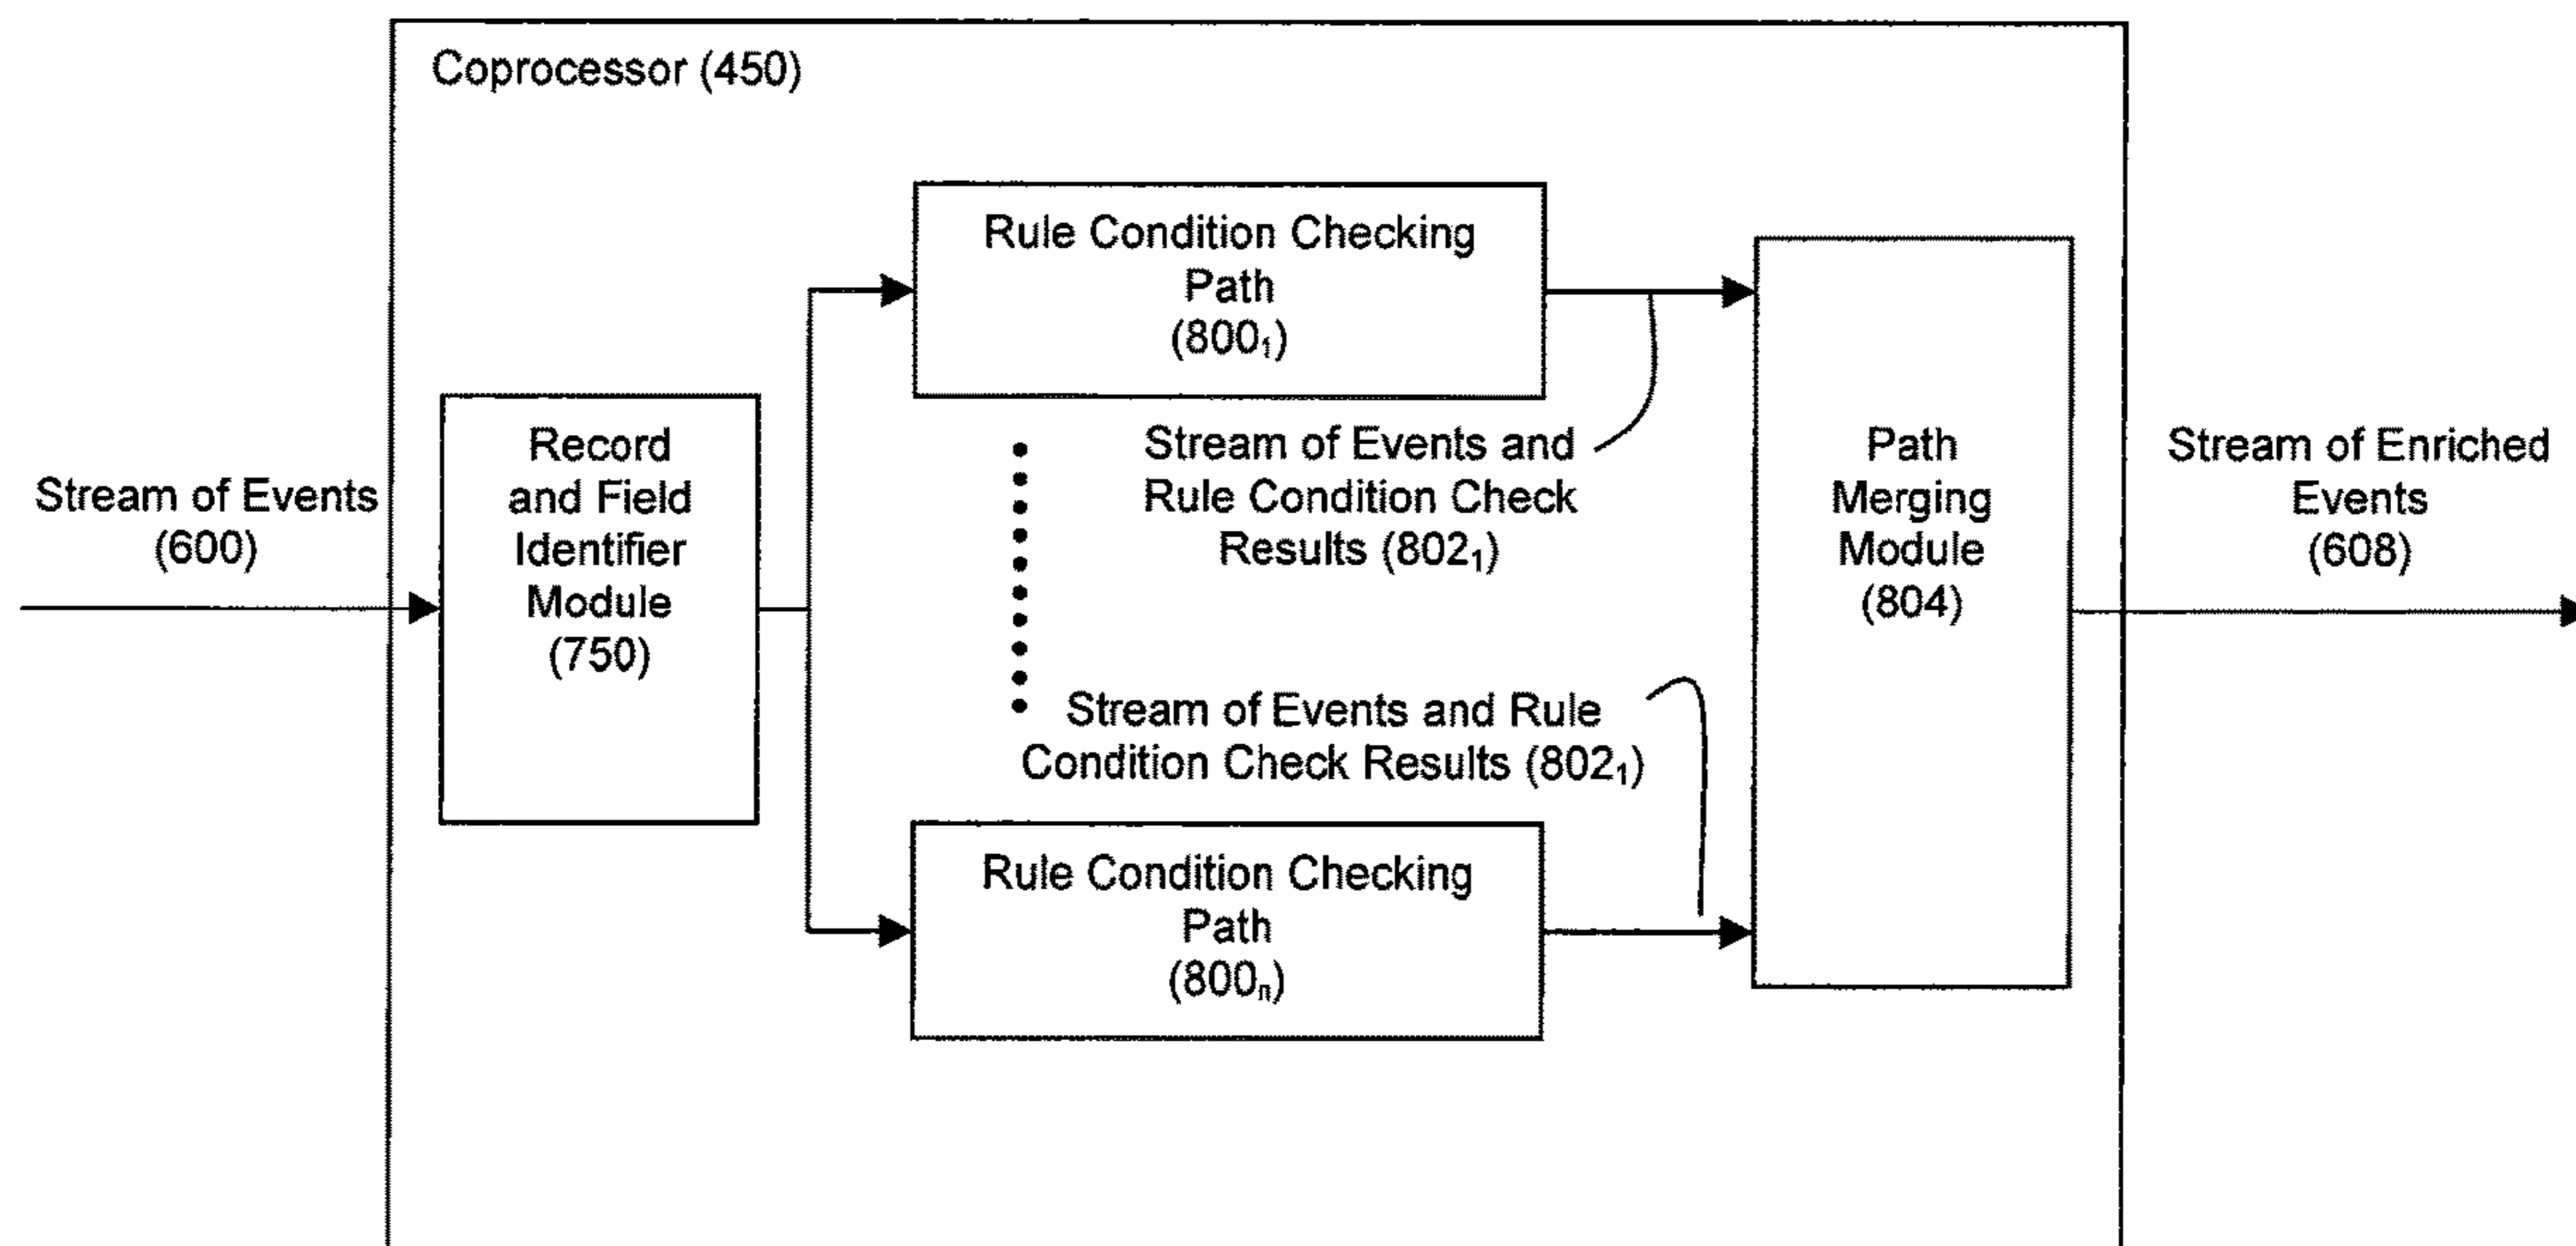 Coprocessor (450)
Rule Condition Checking
Path
(800₁)
Record
and Field
Identifier
Module
(750)
Stream of Events
(600)
Stream of Events and
Rule Condition Check
Results (802₁)
Path
Merging
Module
(804)
Stream of Enriched
Events
(608)
Stream of Events and Rule
Condition Check Results (802₁)
Rule Condition Checking
Path
(800ₙ)